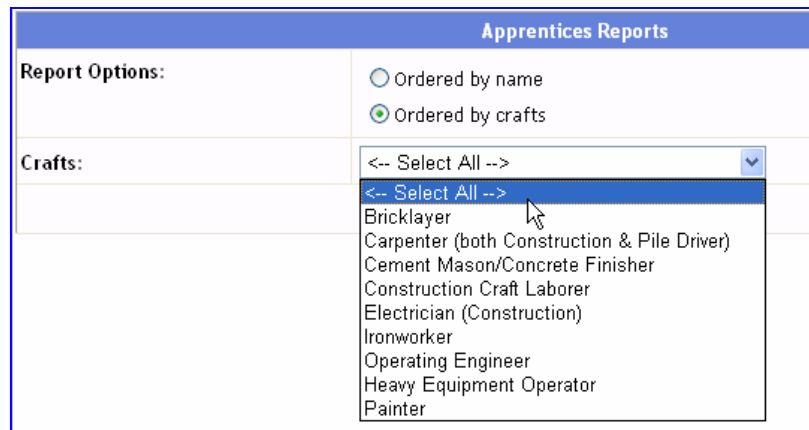 Apprentices Reports
Report Options:
Ordered by name
Ordered by crafts
Crafts:
<-- Select All -->
<-- Select All -->
Bricklayer
Carpenter (both Construction & Pile Driver)
Cement Mason/Concrete Finisher
Construction Craft Laborer
Electrician (Construction)
Ironworker
Operating Engineer
Heavy Equipment Operator
Painter